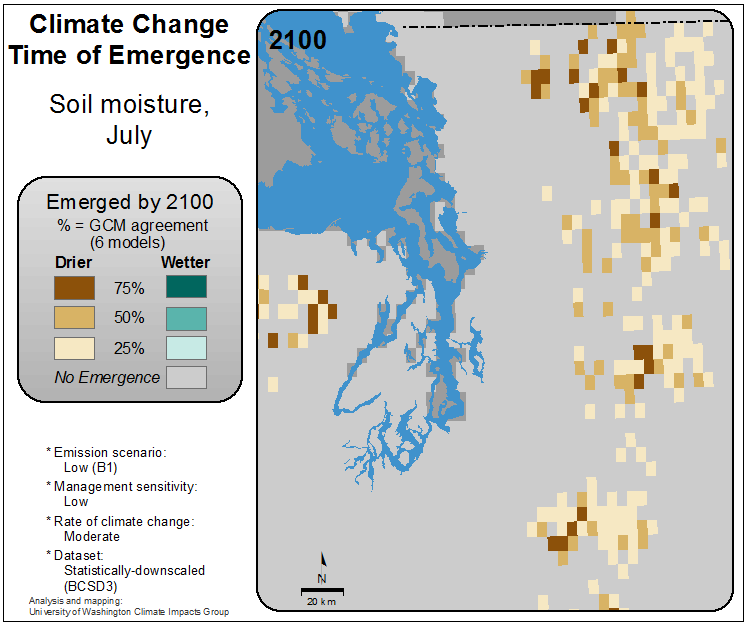 Climate Change
Time of Emergence
Soil moisture,
July
Emerged by 2100
% = GCM agreement
(6 models)
Drier Wetter
75%
50%
25%
No Emergence
* Emission scenario:
Low (B1)
* Management sensitivity:
Low
* Rate of climate change:
Moderate
* Dataset:
Statistically-downscaled
(BCSD3)
Analysis and mapping:
University of Washington Climate Impacts Group
2100
N
20 km